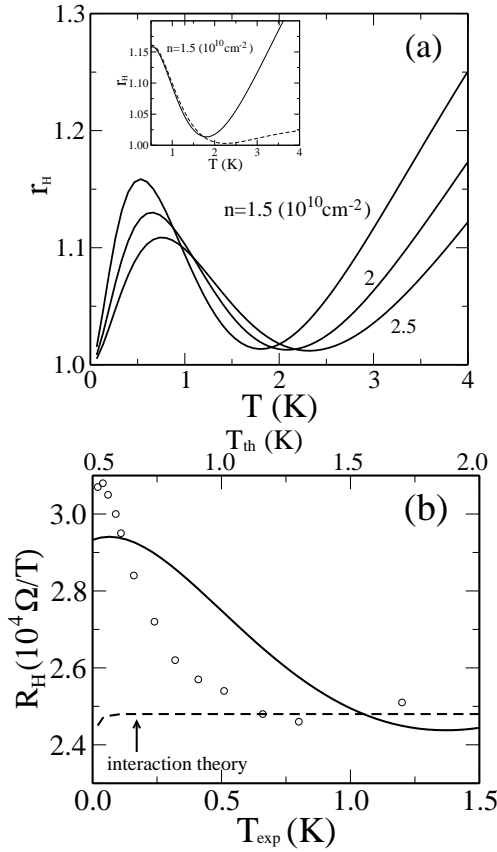 1.3
(a)
1.15
n=1.5 (10^10cm^-2)
r_H
1.10
1.05
1.00
1 2 3 4
T (K)
1.2
r_H
n=1.5 (10^10cm^-2)
1.1
2
2.5
1.0
0 1 2 3 4
T (K)
T_th (K)
0.5 1.0 1.5 2.0
(b)
3.0
R_H (10^4 Ω/T)
2.8
2.6
2.4
interaction theory
0.0 0.5 1.0 1.5
T_exp (K)